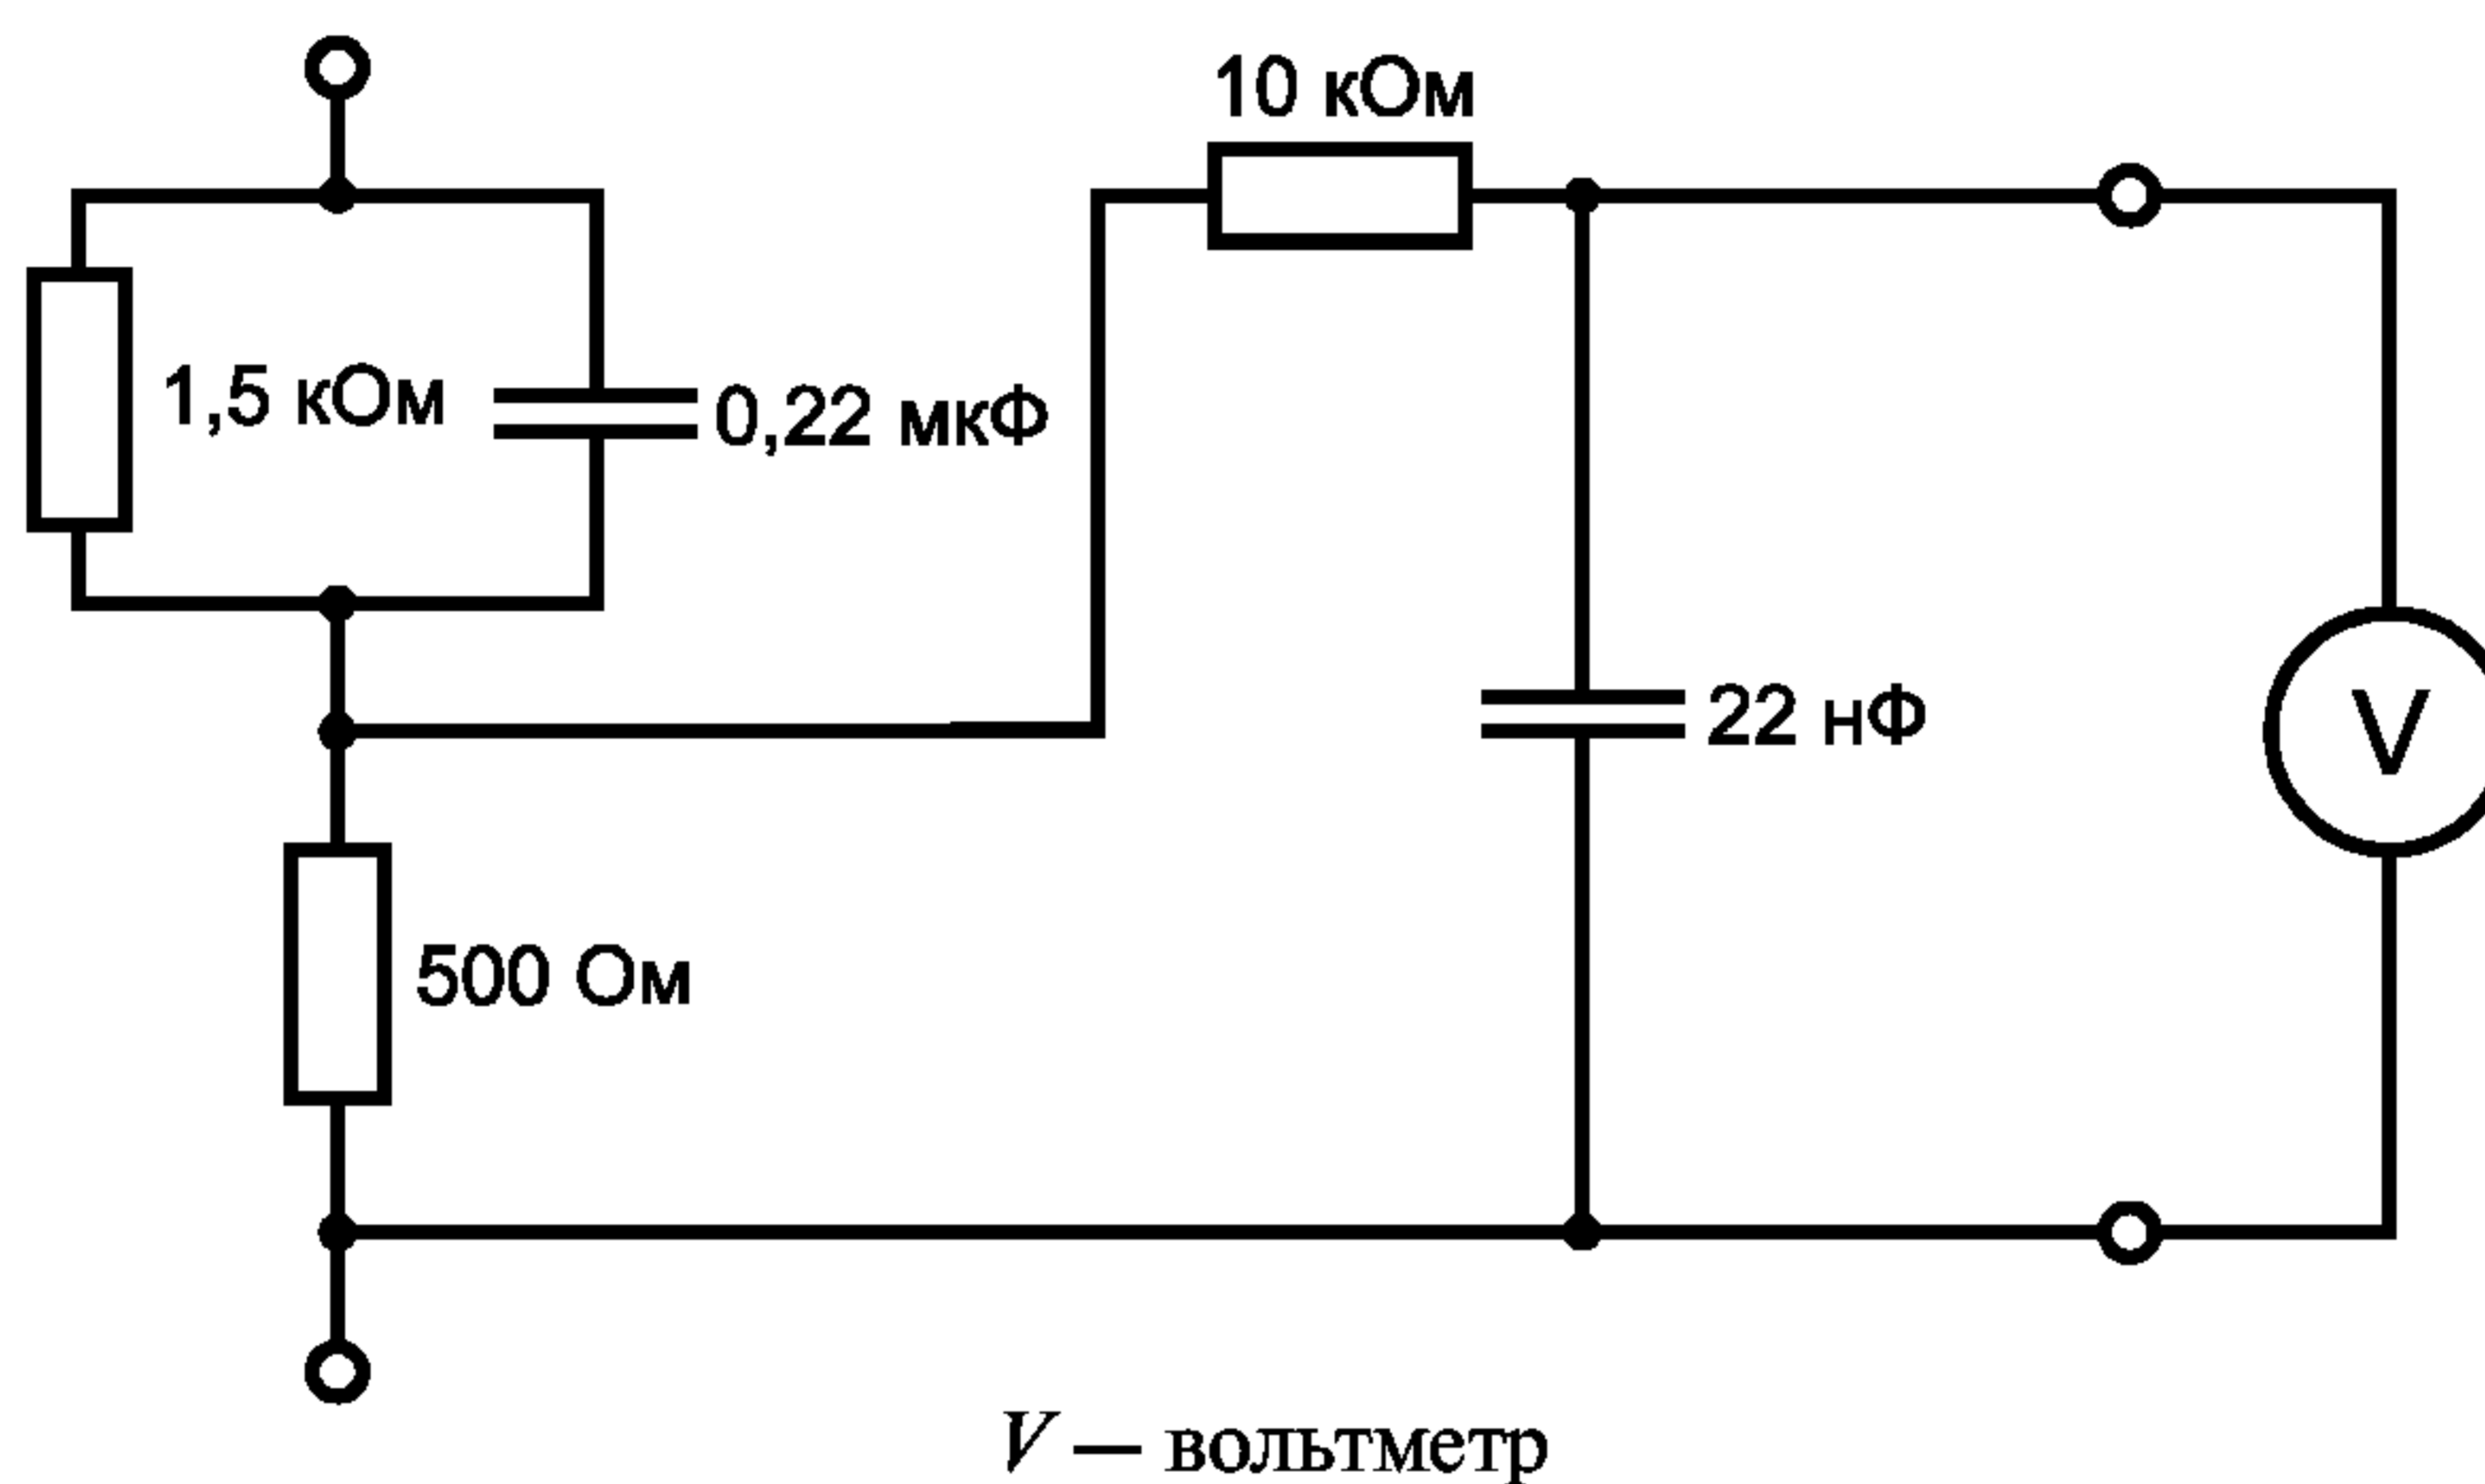 10 кОм
1,5 кОм
0,22 мкФ
22 нФ
V
500 Ом
V — вольтметр